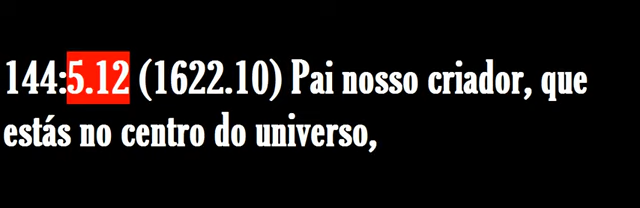 144:5.12 (1622.10) Pai nosso criador, que
estás no centro do universo,